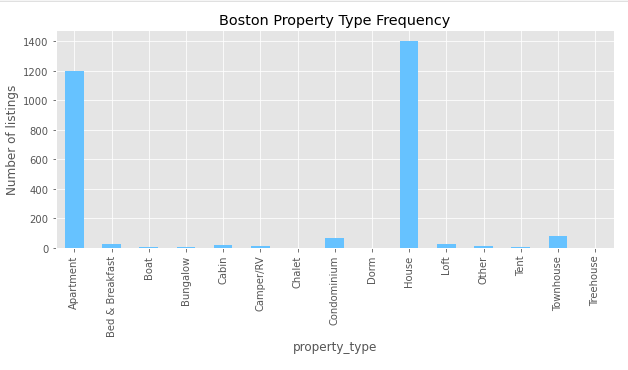 Boston Property Type Frequency
Number of listings
1400
1200
1000
800
600
400
200
0
Apartment
Bed & Breakfast
Boat
Bungalow
Cabin
Camper/RV
Chalet
Condominium
Dorm
House
Loft
Other
Tent
Townhouse
Treehouse
property_type